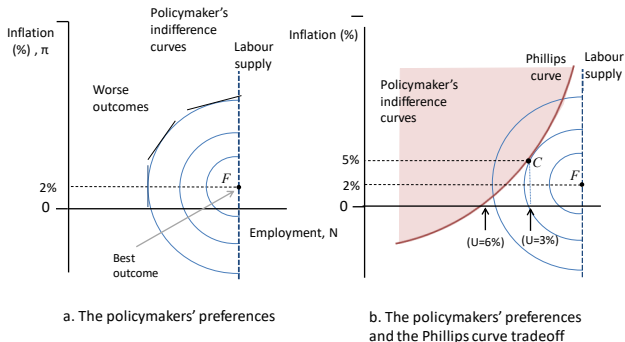 Policymaker's
indifference
curves
Inflation
(%) , π
Labour
supply
Worse
outcomes
F
2%
0
Employment, N
Best
outcome
a. The policymakers' preferences
Inflation (%)
Phillips
curve
Labour
supply
Policymaker's
indifference
curves
5%
C
F
2%
0
(U=6%)
(U=3%)
b. The policymakers' preferences
and the Phillips curve tradeoff